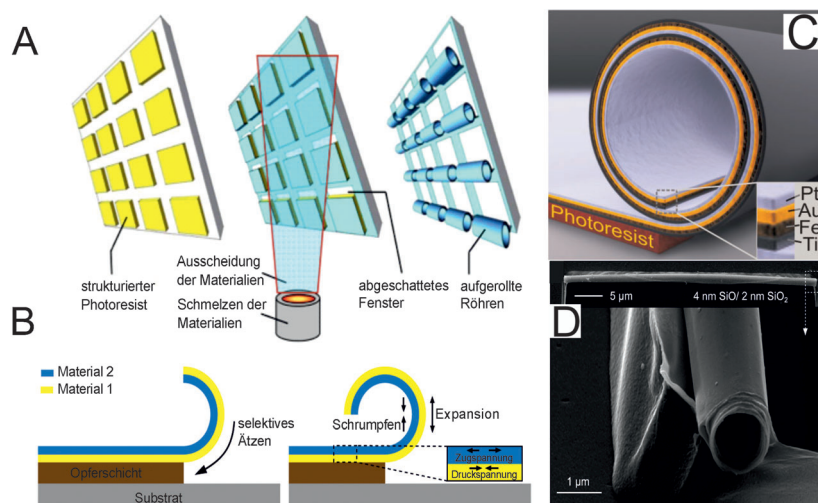 A
strukturierter
Photoresist
Ausscheidung
der Materialien
Schmelzen der
Materialien
abgeschattetes
Fenster
aufgerollte
Röhren
B
Material 2
Material 1
selektives
Ätzen
Opferschicht
Substrat
Schrumpfen
Expansion
Zugspannung
Druckspannung
C
Photoresist
Pt
Au
Fe
Ti
5 µm
4 nm SiO/ 2 nm SiO₂
D
1 µm